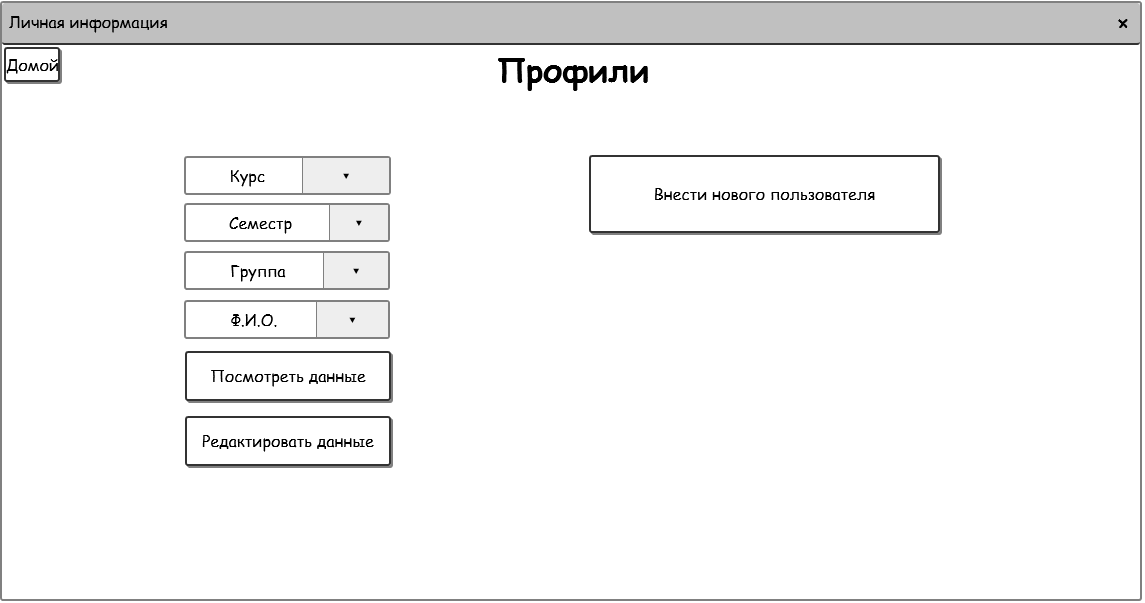 Личная информация
Домой
Профили
Курс
Семестр
Группа
Ф.И.О.
Посмотреть данные
Редактировать данные
Внести нового пользователя